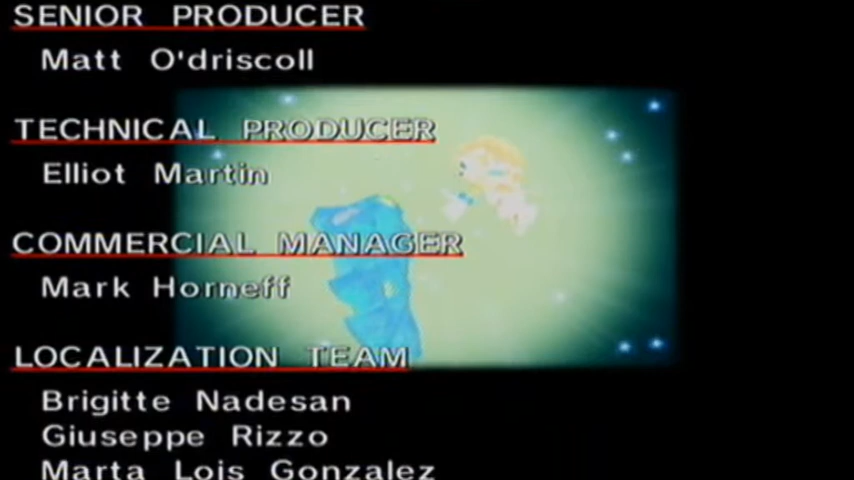 SENIOR PRODUCER
Matt O'driscoll
TECHNICAL PRODUCER
Elliot Martin
COMMERCIAL MANAGER
Mark Horneff
LOCALIZATION TEAM
Brigitte Nadesan
Giuseppe Rizzo
Marta Lois Gonzalez